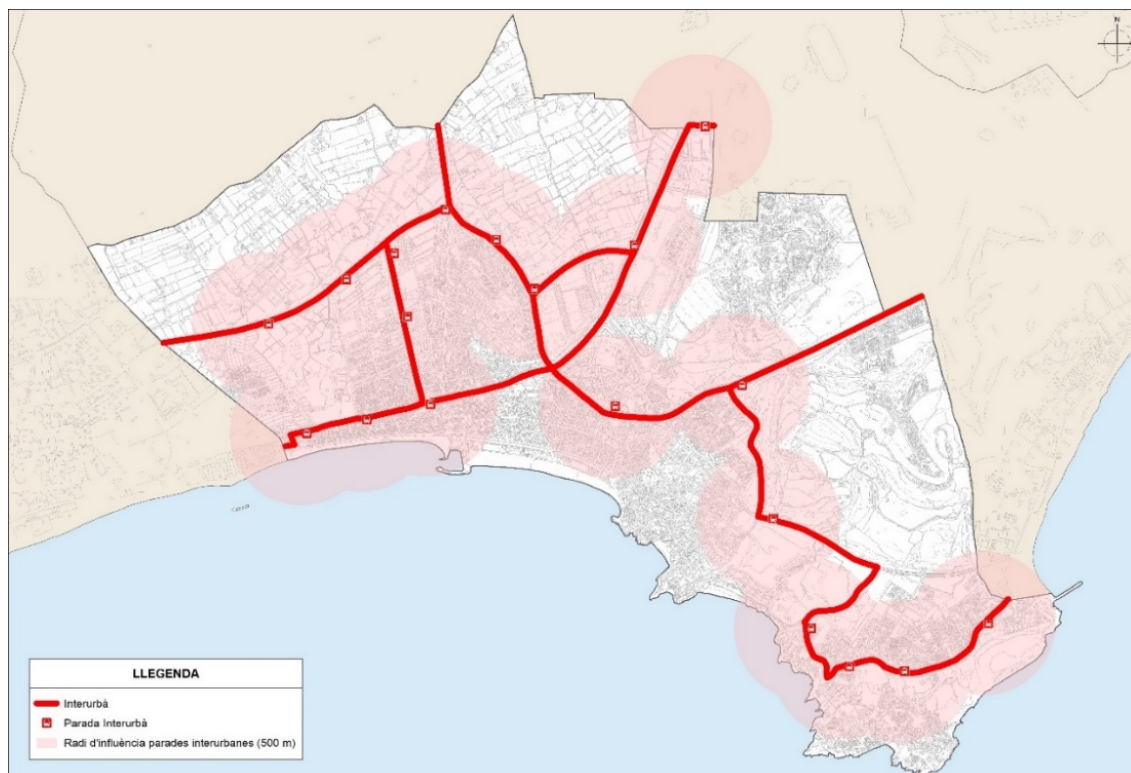 N
LLEGENDA
Interurbà
Parada Interurbà
Radi d'influència parades interurbanes (500 m)